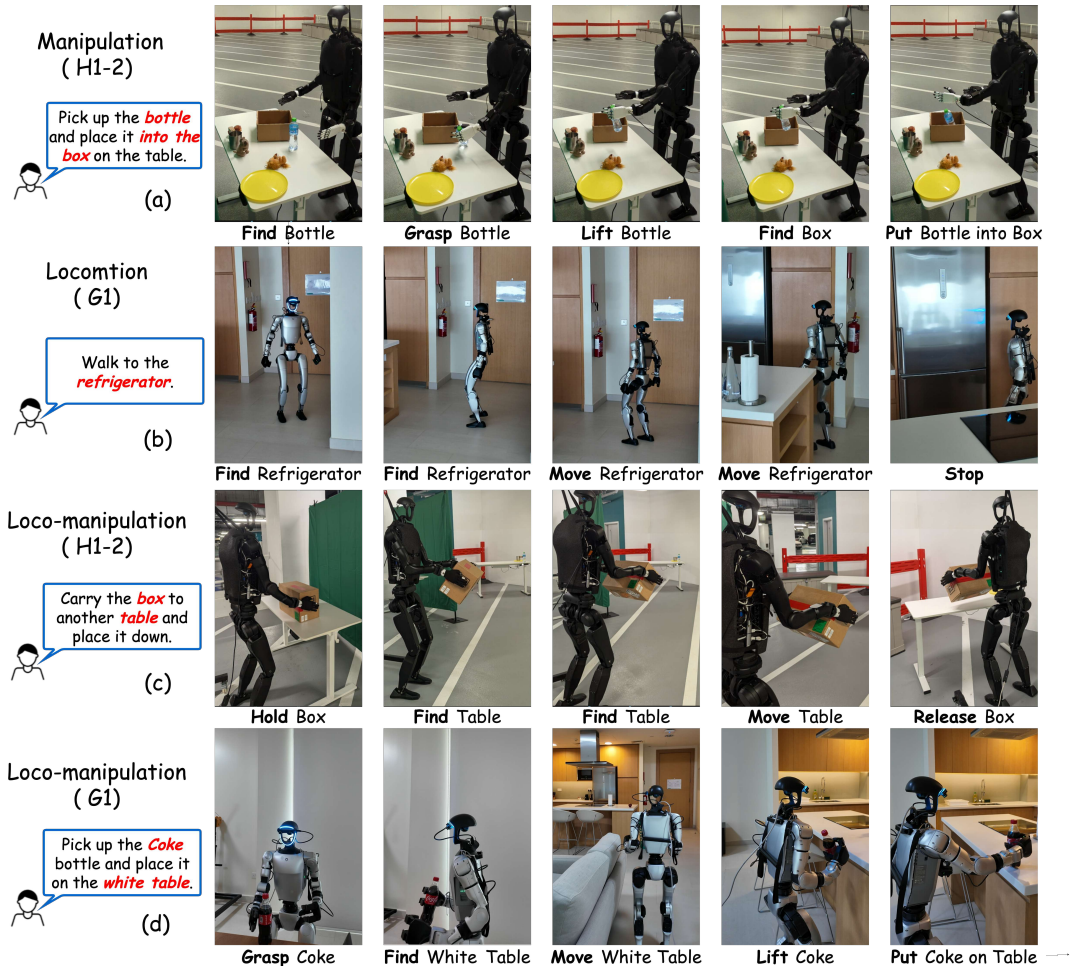 Manipulation
( H1-2)
Pick up the bottle
and place it into the
box on the table.
(a)
Find Bottle
Grasp Bottle
Lift Bottle
Find Box
Put Bottle into Box
Locomtion
( G1)
Walk to the
refrigerator.
(b)
Find Refrigerator
Find Refrigerator
Move Refrigerator
Move Refrigerator
Stop
Loco-manipulation
( H1-2)
Carry the box to
another table and
place it down.
(c)
Hold Box
Find Table
Find Table
Move Table
Release Box
Loco-manipulation
( G1)
Pick up the Coke
bottle and place it
on the white table.
(d)
Grasp Coke
Find White Table
Move White Table
Lift Coke
Put Coke on Table